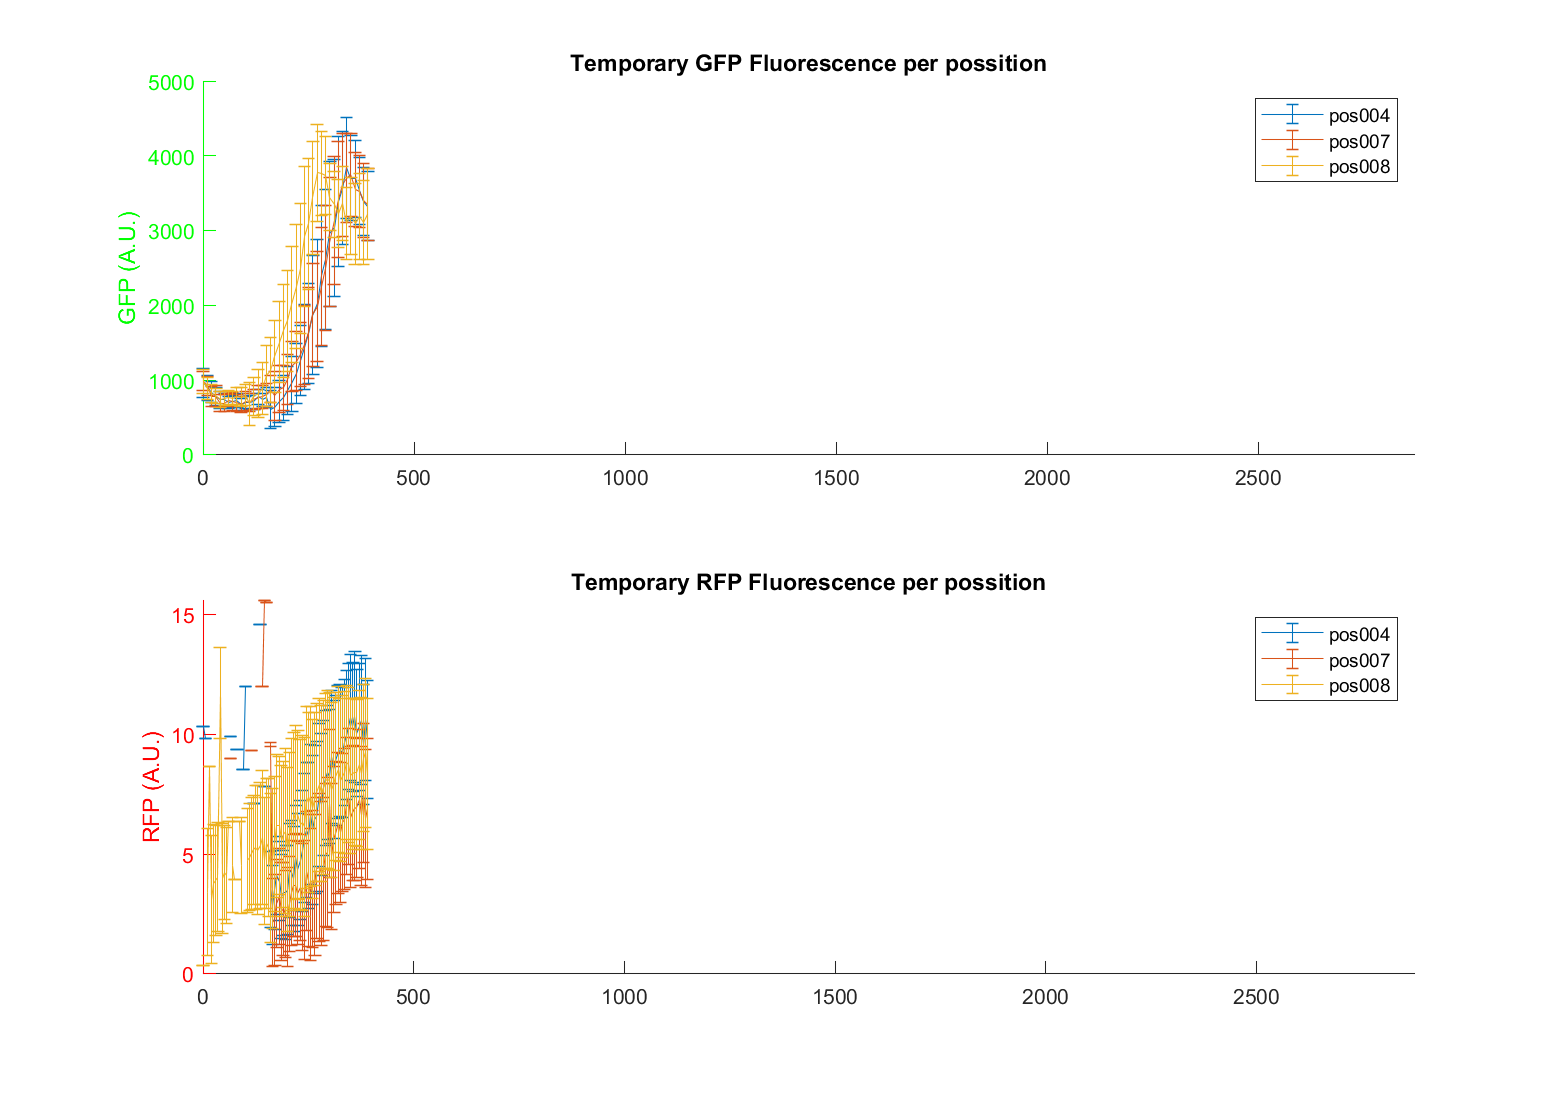 Temporary GFP Fluorescence per possition
5000
4000
3000
2000
1000
0
GFP (A.U.)
pos004
pos007
pos008
0 500 1000 1500 2000 2500
Temporary RFP Fluorescence per possition
15
10
5
0
RFP (A.U.)
pos004
pos007
pos008
0 500 1000 1500 2000 2500